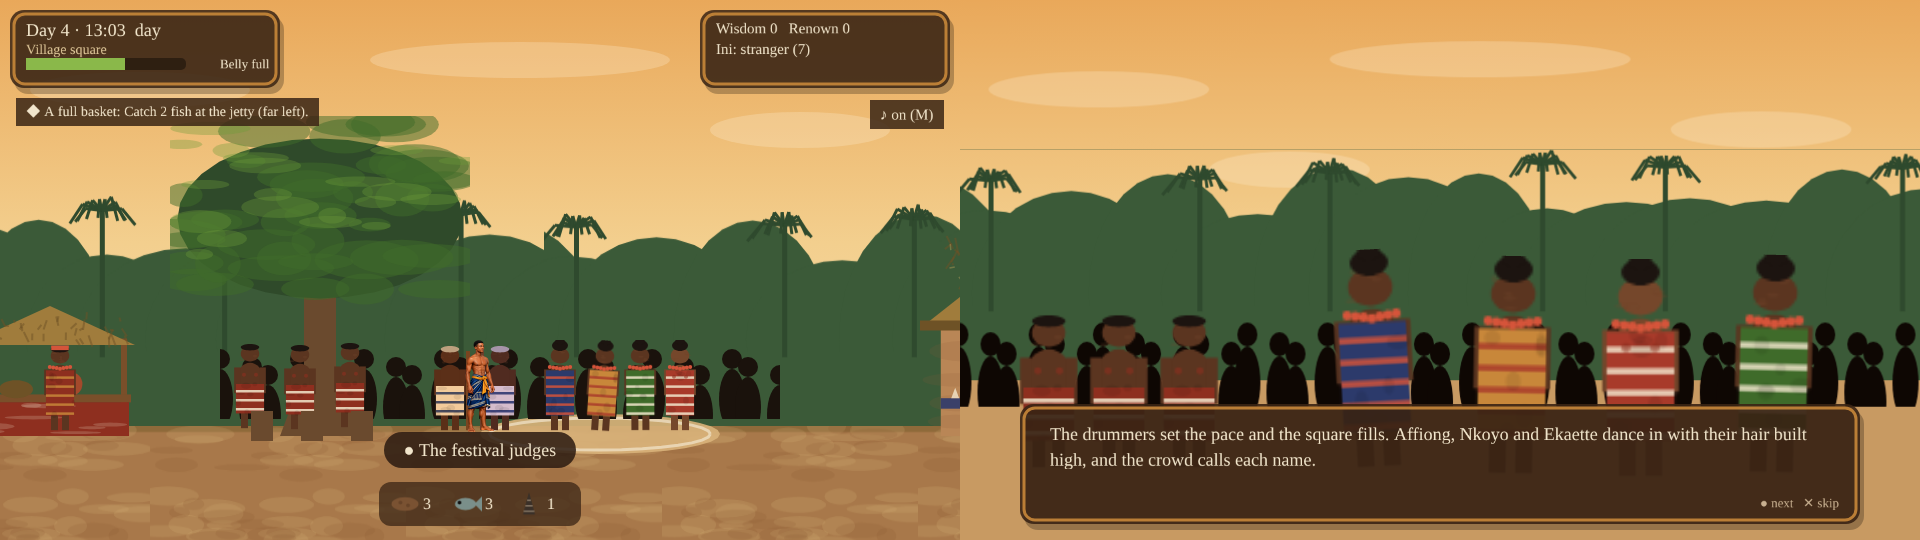 Day 4 · 13:03 day
Village square
Belly full
◆ A full basket: Catch 2 fish at the jetty (far left).
Wisdom 0 Renown 0
Ini: stranger (7)
♪ on (M)
● The festival judges
3 3 1
The drummers set the pace and the square fills. Affiong, Nkoyo and Ekaette dance in with their hair built
high, and the crowd calls each name.
● next ✕ skip